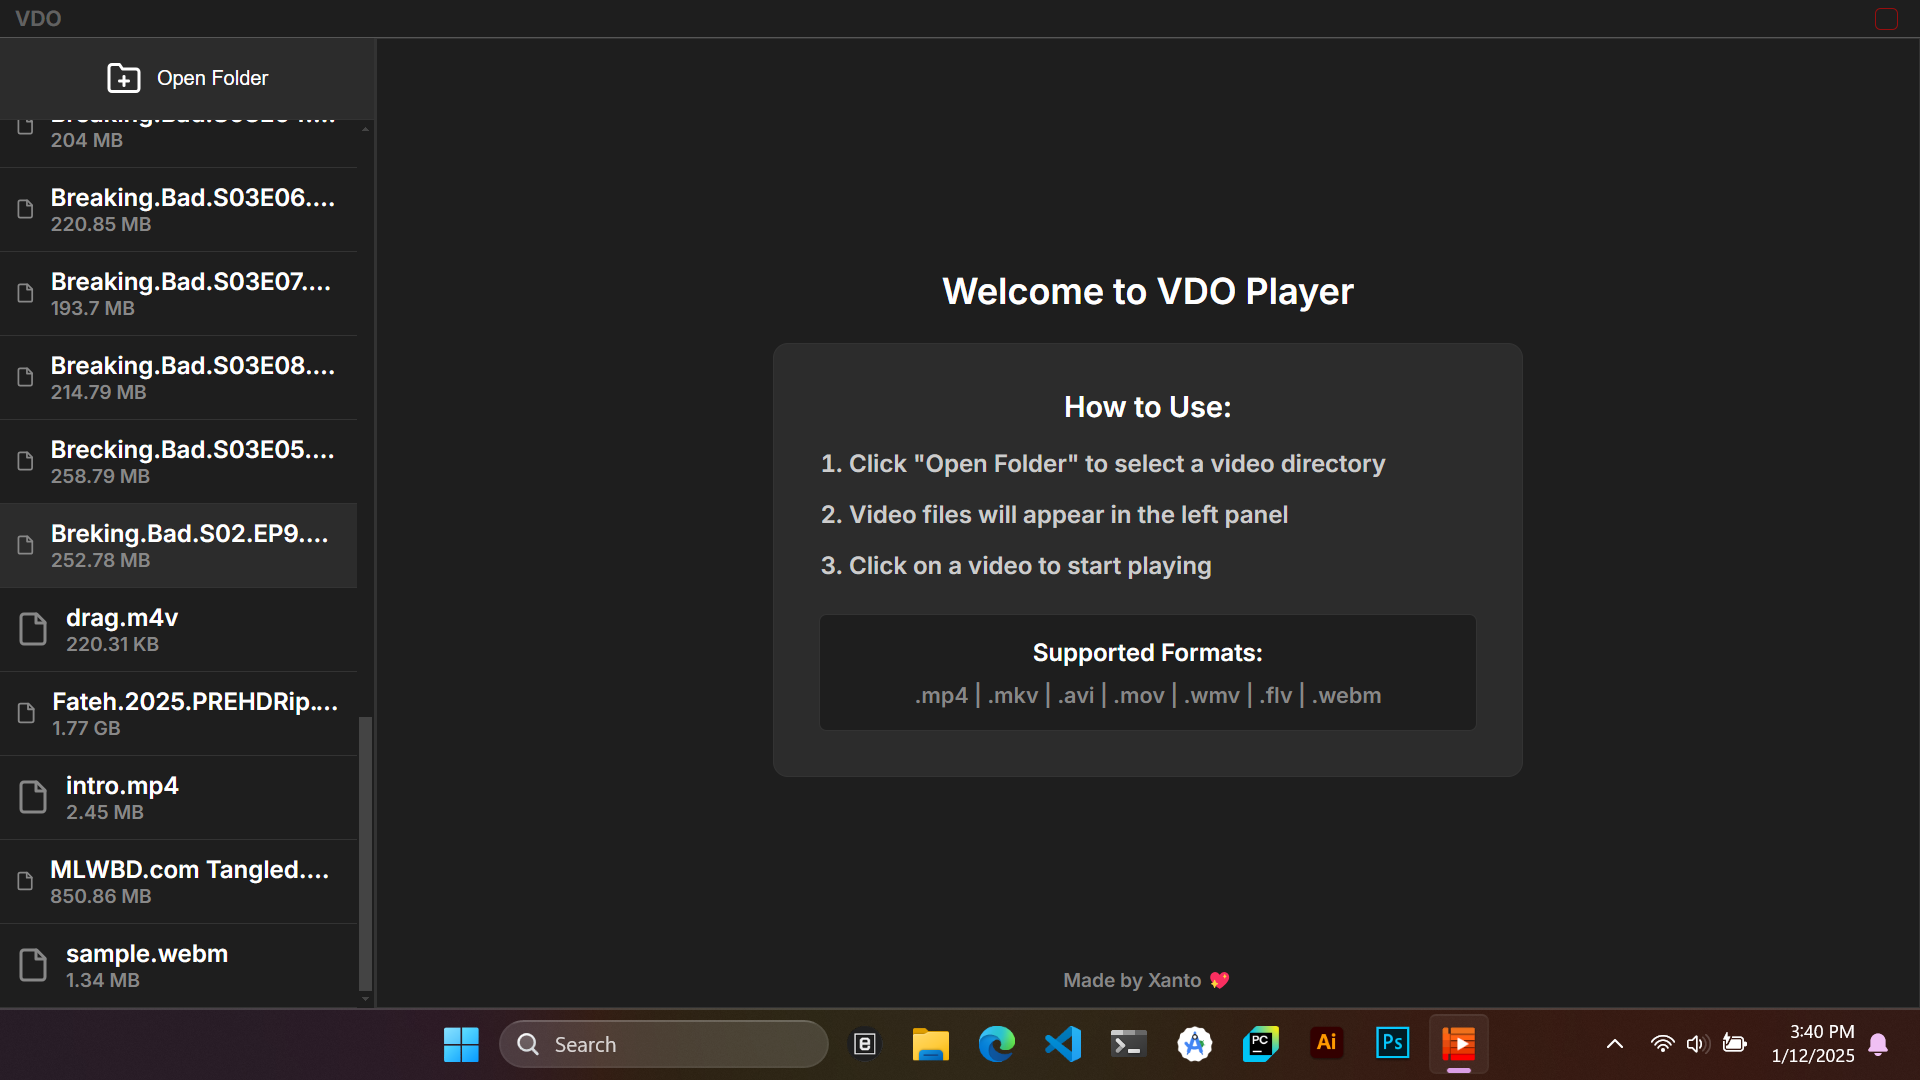 VDO
Open Folder
204 MB
Breaking.Bad.S03E06....
220.85 MB
Breaking.Bad.S03E07....
193.7 MB
Breaking.Bad.S03E08....
214.79 MB
Brecking.Bad.S03E05....
258.79 MB
Breking.Bad.S02.EP9....
252.78 MB
drag.m4v
220.31 KB
Fateh.2025.PREHDRip....
1.77 GB
intro.mp4
2.45 MB
MLWBD.com Tangled....
850.86 MB
sample.webm
1.34 MB
Welcome to VDO Player
How to Use:
1. Click "Open Folder" to select a video directory
2. Video files will appear in the left panel
3. Click on a video to start playing
Supported Formats:
.mp4 | .mkv | .avi | .mov | .wmv | .flv | .webm
Made by Xanto 💖
Search
e
PC
Ai
Ps
3:40 PM
1/12/2025